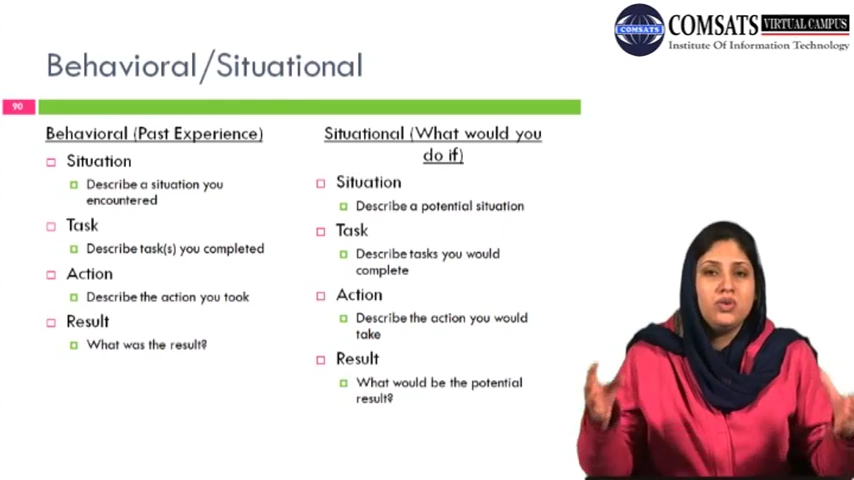 COMSATS VIRTUAL CAMPUS
COMSATS
Institute Of Information Technology
Behavioral/Situational
90
Behavioral (Past Experience)
Situation
Describe a situation you
encountered
Task
Describe task(s) you completed
Action
Describe the action you took
Result
What was the result?
Situational (What would you
do if)
Situation
Describe a potential situation
Task
Describe tasks you would
complete
Action
Describe the action you would
take
Result
What would be the potential
result?